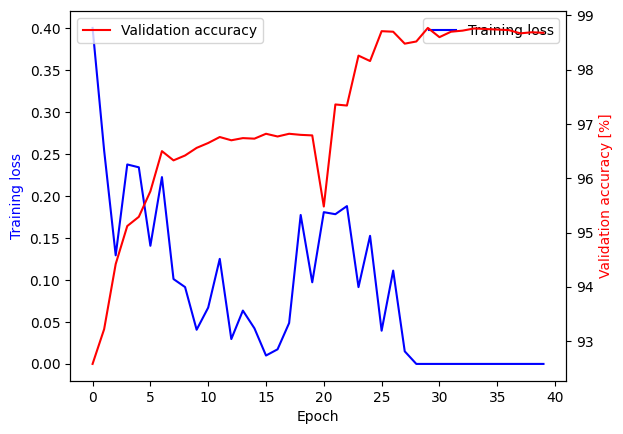 Validation accuracy
Training loss
0.40
0.35
0.30
0.25
0.20
0.15
0.10
0.05
0.00
Training loss
99
98
97
96
95
94
93
Validation accuracy [%]
0 5 10 15 20 25 30 35 40
Epoch